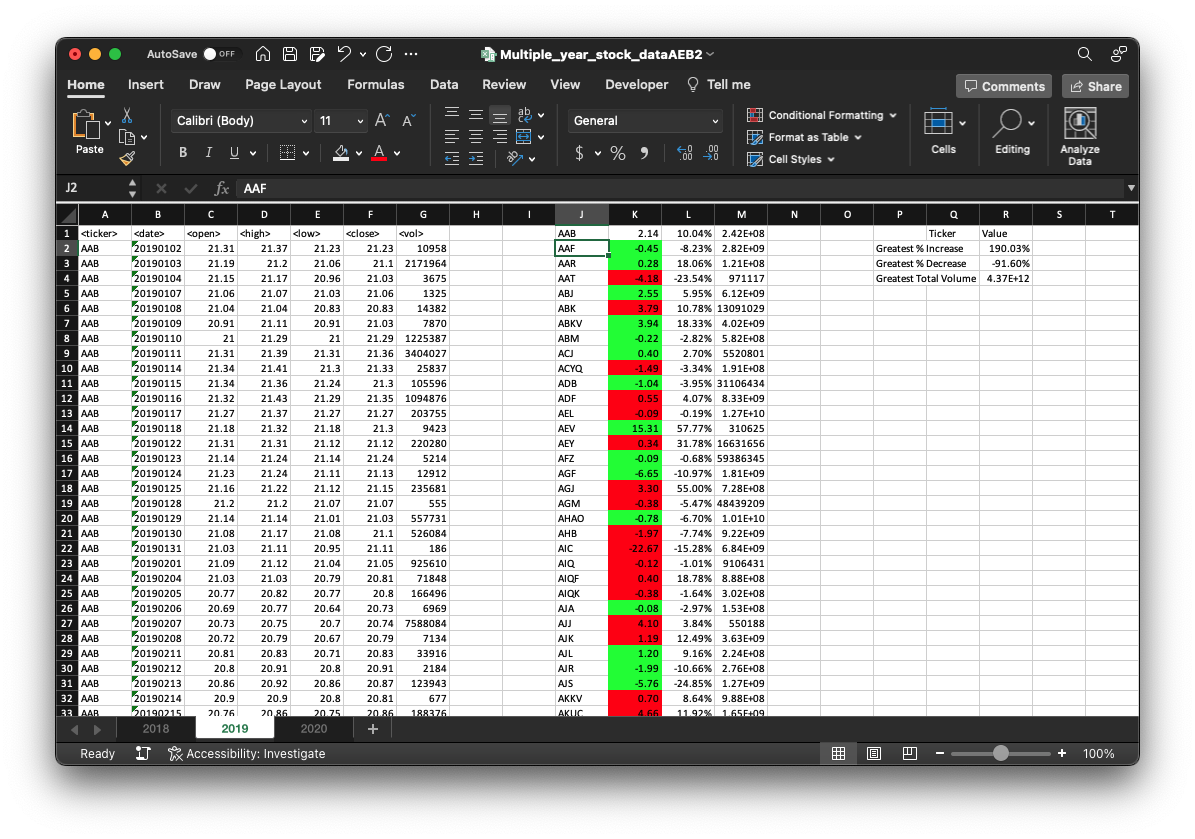 AutoSave OFF Multiple_year_stock_dataAEB2
Home Insert Draw Page Layout Formulas Data Review View Developer Tell me Comments Share
Paste Calibri (Body) 11 A A General Conditional Formatting Format as Table Cell Styles Cells Editing Analyze Data
B I U A ab $ % 9 .00 .0
J2 fx AAF
A B C D E F G H I J K L M N O P Q R S T
1 <ticker> <date> <open> <high> <low> <close> <vol> AAB 2.14 10.04% 2.42E+08 Ticker Value
2 AAB 20190102 21.31 21.37 21.23 21.23 10958 AAF -0.45 -8.23% 2.82E+09 Greatest % Increase 190.03%
3 AAB 20190103 21.19 21.2 21.06 21.1 2171964 AAR 0.28 18.06% 1.21E+08 Greatest % Decrease -91.60%
4 AAB 20190104 21.15 21.17 20.96 21.03 3675 AAT -4.18 -23.54% 971117 Greatest Total Volume 4.37E+12
5 AAB 20190107 21.06 21.07 21.03 21.06 1325 ABJ 2.55 5.95% 6.12E+09
6 AAB 20190108 21.04 21.04 20.83 20.83 14382 ABK 3.79 10.78% 13091029
7 AAB 20190109 20.91 21.11 20.91 21.03 7870 ABKV 3.94 18.33% 4.02E+09
8 AAB 20190110 21 21.29 21 21.29 1225387 ABM -0.22 -2.82% 5.82E+08
9 AAB 20190111 21.31 21.39 21.31 21.36 3404027 ACJ 0.40 2.70% 5520801
10 AAB 20190114 21.34 21.41 21.3 21.33 25837 ACYQ -1.49 -3.34% 1.91E+08
11 AAB 20190115 21.34 21.36 21.24 21.3 105596 ADB -1.04 -3.95% 31106434
12 AAB 20190116 21.32 21.43 21.29 21.35 1094876 ADF 0.55 4.07% 8.33E+09
13 AAB 20190117 21.27 21.37 21.27 21.27 203755 AEL -0.09 -0.19% 1.27E+10
14 AAB 20190118 21.18 21.32 21.18 21.3 9423 AEV 15.31 57.77% 310625
15 AAB 20190122 21.31 21.31 21.12 21.12 220280 AEY 0.34 31.78% 16631656
16 AAB 20190123 21.14 21.24 21.14 21.24 5214 AFZ -0.09 -0.68% 59386345
17 AAB 20190124 21.23 21.24 21.11 21.13 12912 AGF -6.65 -10.97% 1.81E+09
18 AAB 20190125 21.16 21.22 21.12 21.15 235681 AGJ 3.30 55.00% 7.28E+08
19 AAB 20190128 21.2 21.2 21.07 21.07 555 AGM -0.38 -5.47% 48439209
20 AAB 20190129 21.14 21.14 21.01 21.03 557731 AHAO -0.78 -6.70% 1.01E+10
21 AAB 20190130 21.08 21.17 21.08 21.1 526084 AHB -1.97 -7.74% 9.22E+09
22 AAB 20190131 21.03 21.11 20.95 21.11 186 AIC -22.67 -15.28% 6.84E+09
23 AAB 20190201 21.09 21.12 21.04 21.05 925610 AIQ -0.12 -1.01% 9106431
24 AAB 20190204 21.03 21.03 20.79 20.81 71848 AIQF 0.40 18.78% 8.88E+08
25 AAB 20190205 20.77 20.82 20.77 20.8 166496 AIQK -0.38 -1.64% 3.02E+08
26 AAB 20190206 20.69 20.77 20.64 20.73 6969 AJA -0.08 -2.97% 1.53E+08
27 AAB 20190207 20.73 20.75 20.7 20.74 7588084 AJJ 4.10 3.84% 550188
28 AAB 20190208 20.72 20.79 20.67 20.79 7134 AJK 1.19 12.49% 3.63E+09
29 AAB 20190211 20.81 20.83 20.71 20.83 33916 AJL 1.20 9.16% 2.24E+08
30 AAB 20190212 20.8 20.91 20.8 20.91 2184 AJR -1.99 -10.66% 2.76E+08
31 AAB 20190213 20.86 20.92 20.86 20.87 123943 AJS -5.76 -24.85% 1.27E+09
32 AAB 20190214 20.9 20.9 20.8 20.81 677 AKKV 0.70 8.64% 9.88E+08
33 AAB 20190215 20.76 20.86 20.75 20.86 188376 AKUC 4.66 11.92% 1.65E+09
2018 2019 2020 +
Ready Accessibility: Investigate 100%